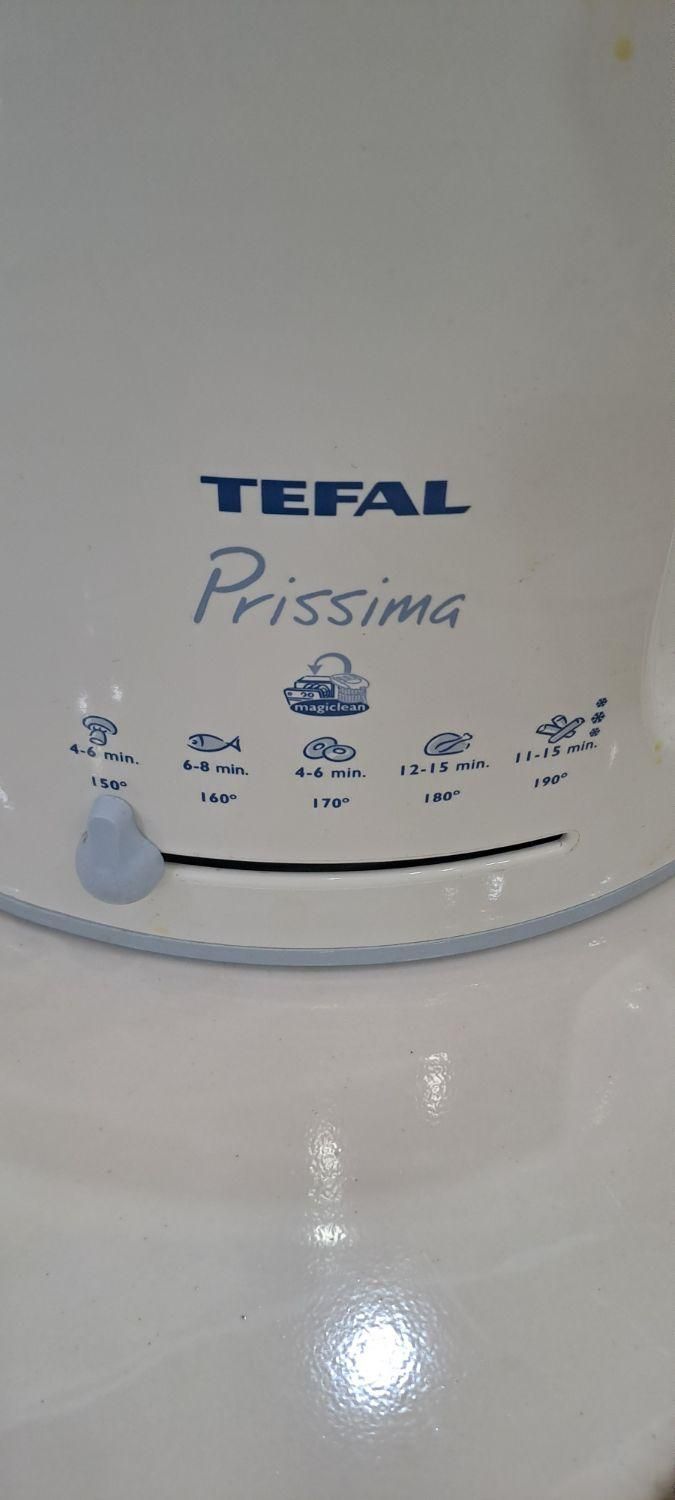 TEFAL
Prissima
magiclean
4-6 min. 6-8 min. 4-6 min. 12-15 min. 11-15 min.
150° 160° 170° 180° 190°